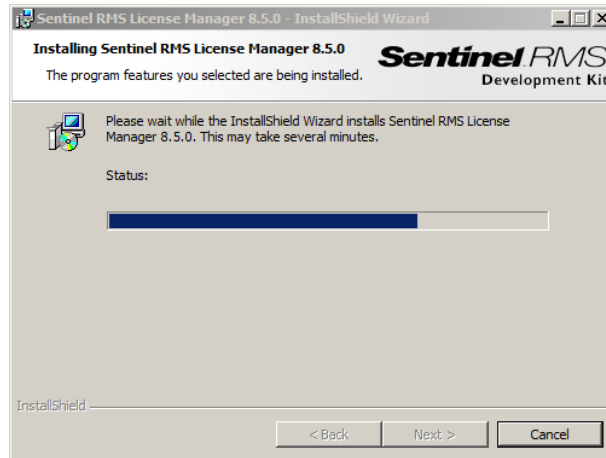 Sentinel RMS License Manager 8.5.0 - InstallShield Wizard
Installing Sentinel RMS License Manager 8.5.0
The program features you selected are being installed.
Sentinel.RMS
Development Kit
Please wait while the InstallShield Wizard installs Sentinel RMS License
Manager 8.5.0. This may take several minutes.
Status:
InstallShield
< Back
Next >
Cancel